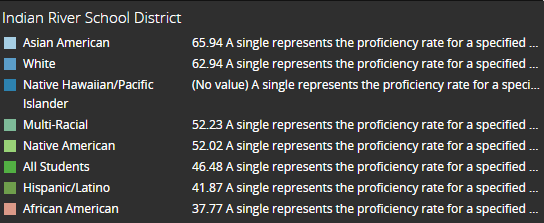 Indian River School District
Asian American 65.94 A single represents the proficiency rate for a specified ...
White 62.94 A single represents the proficiency rate for a specified ...
Native Hawaiian/Pacific (No value) A single represents the proficiency rate for a speci...
Islander
Multi-Racial 52.23 A single represents the proficiency rate for a specified ...
Native American 52.02 A single represents the proficiency rate for a specified ...
All Students 46.48 A single represents the proficiency rate for a specified ...
Hispanic/Latino 41.87 A single represents the proficiency rate for a specified ...
African American 37.77 A single represents the proficiency rate for a specified ...